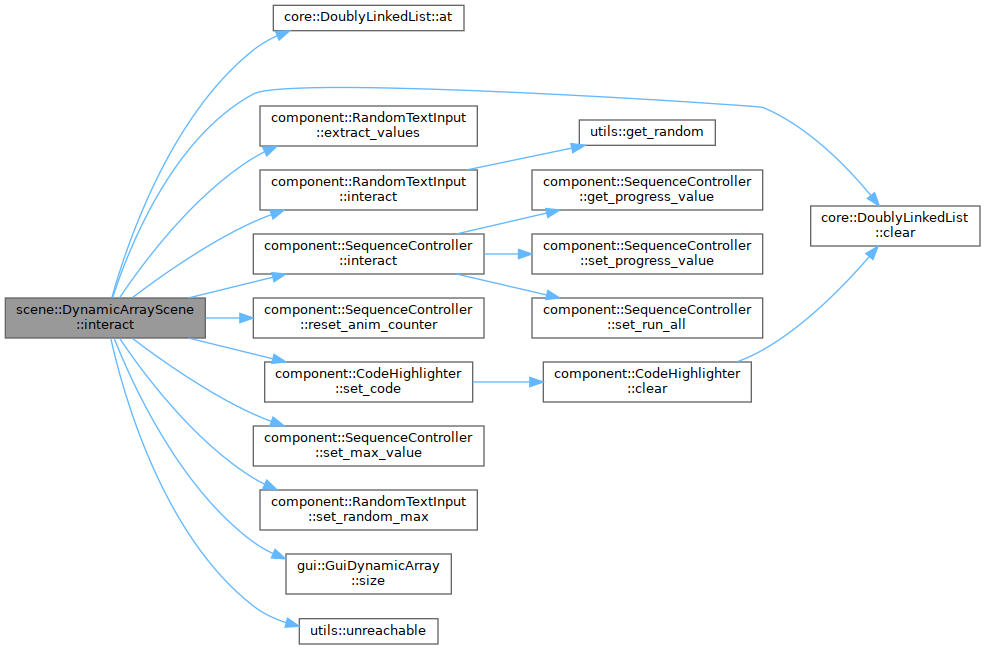 core::DoublyLinkedList::at
component::RandomTextInput
::extract_values
utils::get_random
component::RandomTextInput
::interact
component::SequenceController
::get_progress_value
core::DoublyLinkedList
::clear
component::SequenceController
::interact
component::SequenceController
::set_progress_value
scene::DynamicArrayScene
::interact
component::SequenceController
::reset_anim_counter
component::SequenceController
::set_run_all
component::CodeHighlighter
::set_code
component::CodeHighlighter
::clear
component::SequenceController
::set_max_value
component::RandomTextInput
::set_random_max
gui::GuiDynamicArray
::size
utils::unreachable